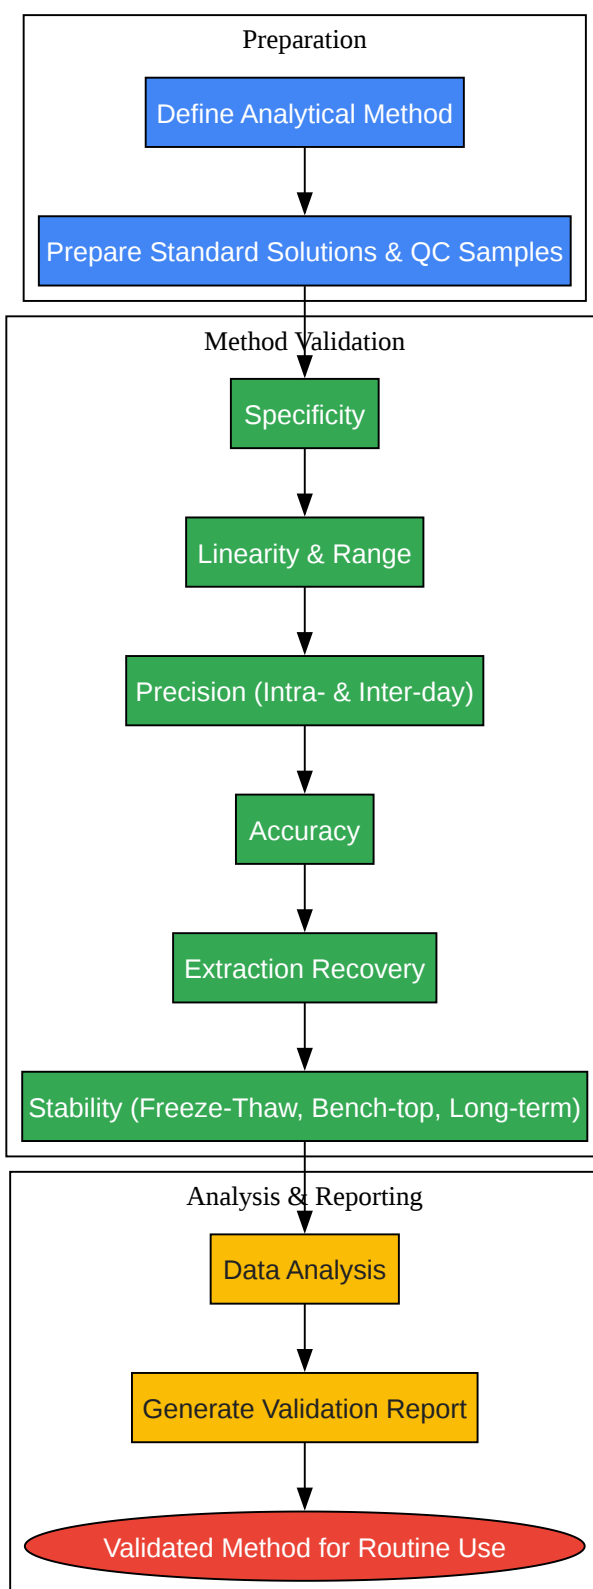 Preparation
Define Analytical Method
Prepare Standard Solutions & QC Samples
Method Validation
Specificity
Linearity & Range
Precision (Intra- & Inter-day)
Accuracy
Extraction Recovery
Stability (Freeze-Thaw, Bench-top, Long-term)
Analysis & Reporting
Data Analysis
Generate Validation Report
Validated Method for Routine Use